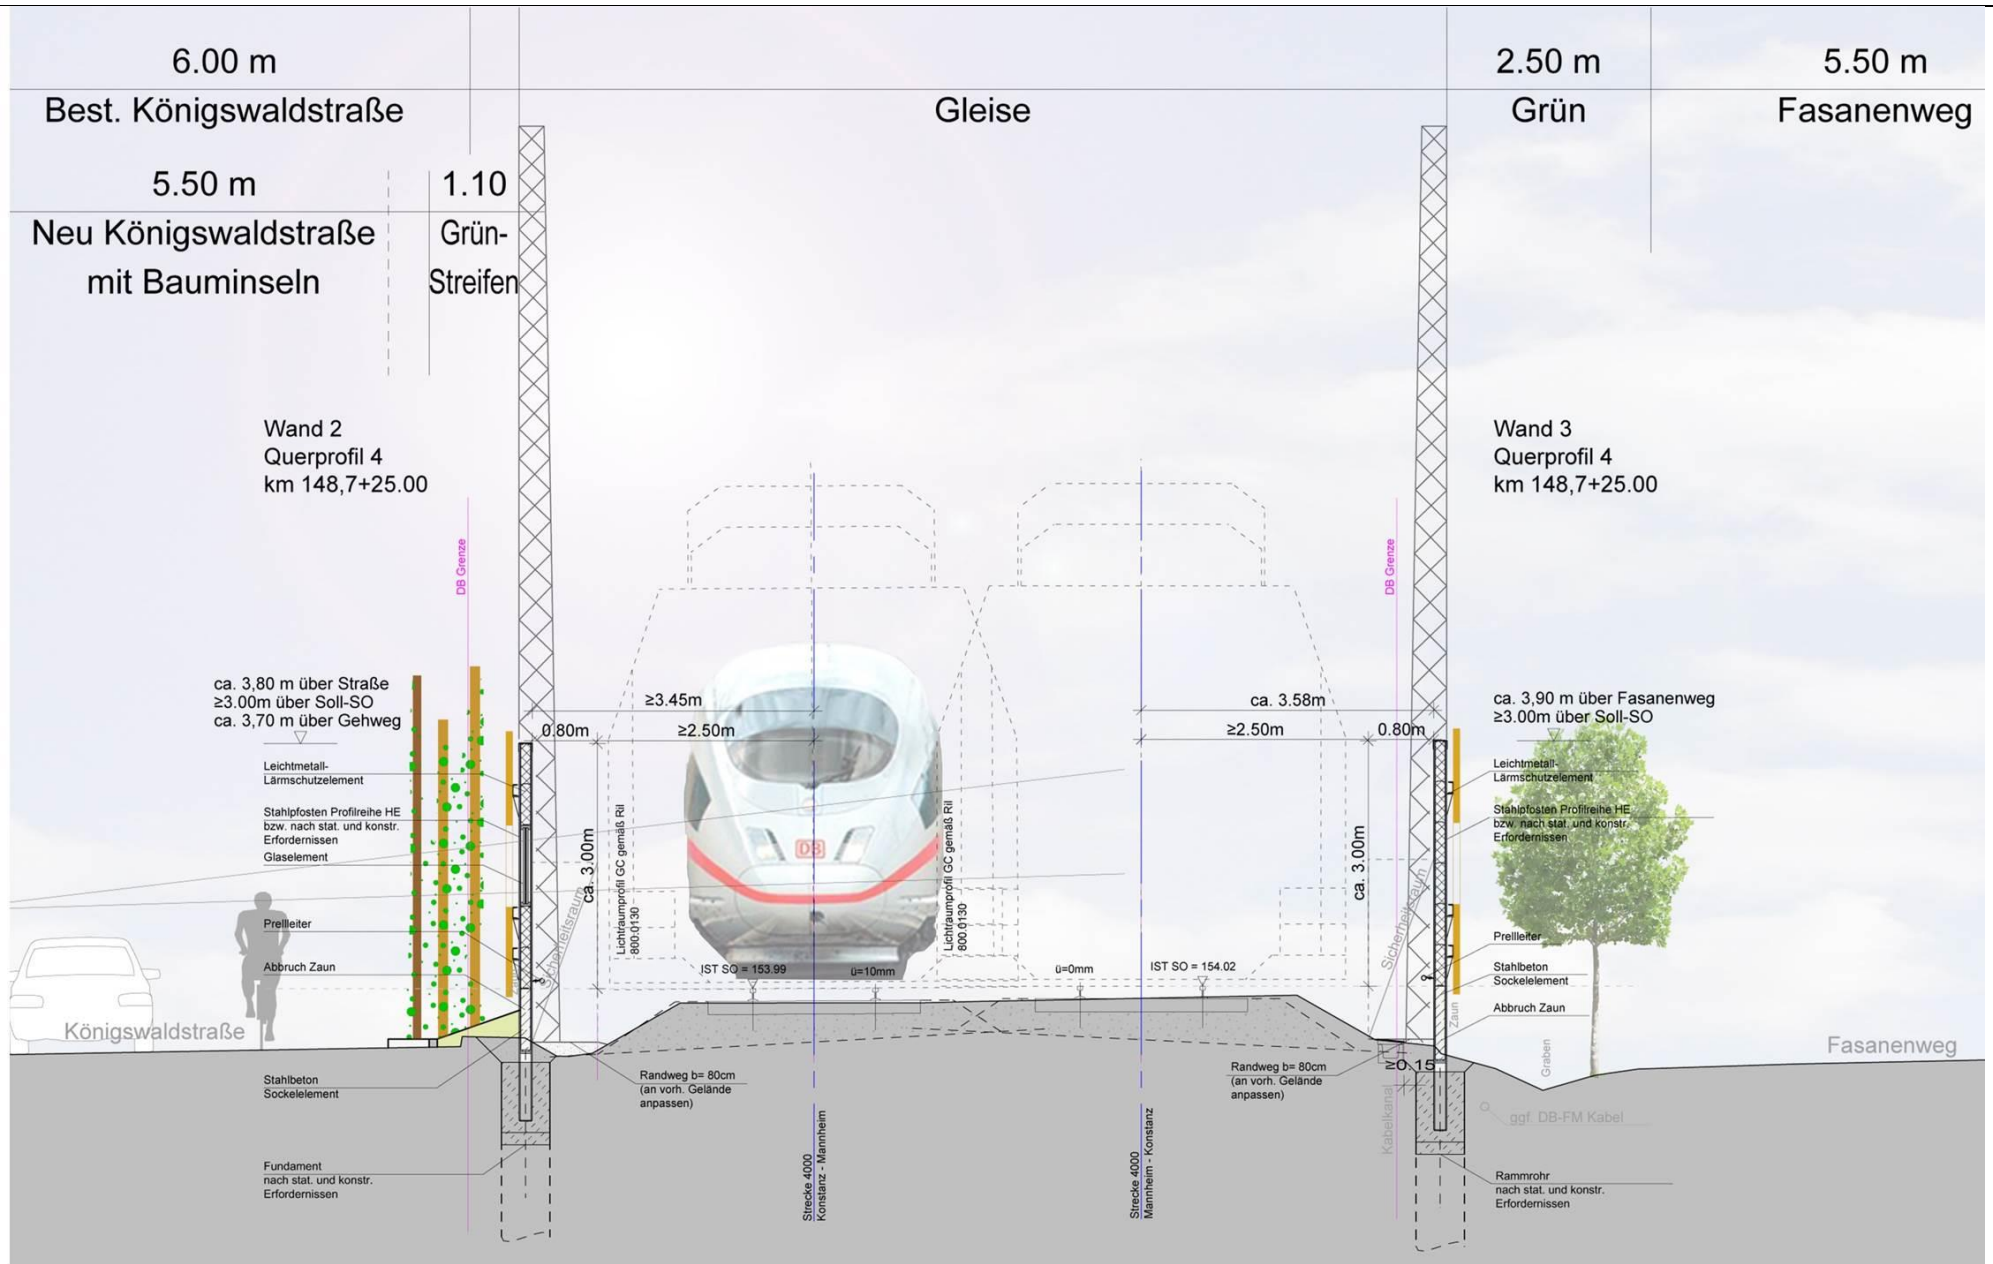 6.00 m
Best. Königswaldstraße
5.50 m
Neu Königswaldstraße
mit Bauminseln
1.10
Grün-
Streifen
Gleise
2.50 m
Grün
5.50 m
Fasanenweg
Wand 2
Querprofil 4
km 148,7+25.00
Wand 3
Querprofil 4
km 148,7+25.00
DB Grenze
DB Grenze
ca. 3,80 m über Straße
≥3.00m über Soll-SO
ca. 3,70 m über Gehweg
Leichtmetall-
Lärmschutzelement
Stahlpfosten Profilreihe HE
bzw. nach stat. und konstr.
Erfordernissen
Glaselement
Prellleiter
Abbruch Zaun
Königswaldstraße
Stahlbeton
Sockelelement
Fundament
nach stat. und konstr.
Erfordernissen
Zaun
≥3.45m
0.80m
≥2.50m
ca. 3.00m
Sicherheitsraum
Lichtraumprofil GC gemäß Ril
800.0130
DB
Lichtraumprofil GC gemäß Ril
800.0130
IST SO = 153.99
ü=10mm
ü=0mm
IST SO = 154.02
ca. 3.58m
≥2.50m
0.80m
ca. 3.00m
Sicherheitsraum
Randweg b= 80cm
(an vorh. Gelände
anpassen)
Strecke 4000
Konstanz - Mannheim
Strecke 4000
Mannheim - Konstanz
Randweg b= 80cm
(an vorh. Gelände
anpassen)
≥0.15
Kabelkanal
ca. 3,90 m über Fasanenweg
≥3.00m über Soll-SO
Leichtmetall-
Lärmschutzelement
Stahlpfosten Profilreihe HE
bzw. nach stat. und konstr.
Erfordernissen
Prellleiter
Stahlbeton
Sockelelement
Abbruch Zaun
Zaun
Graben
Fasanenweg
ggf. DB-FM Kabel
Rammrohr
nach stat. und konstr.
Erfordernissen